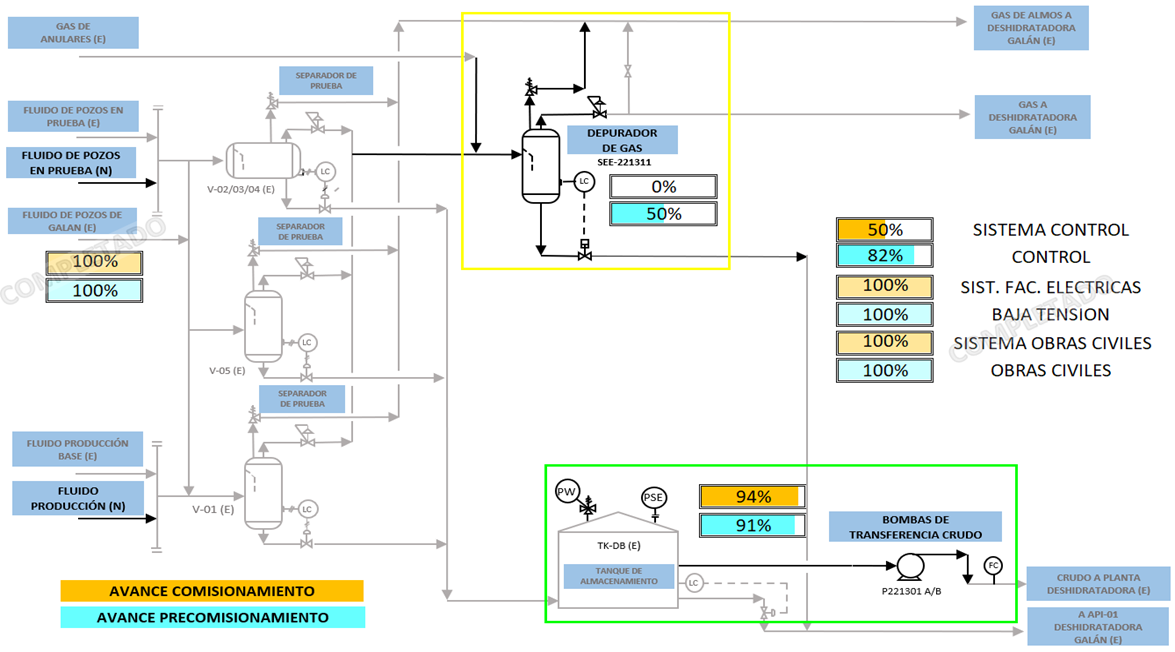 GAS DE
ANULARES (E)
GAS DE ALMOS A
DESHIDRATADORA
GALÁN (E)
SEPARADOR DE
PRUEBA
FLUIDO DE POZOS EN
PRUEBA (E)
GAS A
DESHIDRATADORA
GALÁN (E)
DEPURADOR
DE GAS
SEE-221311
FLUIDO DE POZOS
EN PRUEBA (N)
LC
V-02/03/04 (E)
LC
0%
50%
FLUIDO DE POZOS DE
GALAN (E)
COMPLETADO
100%
100%
SEPARADOR
DE PRUEBA
50%
SISTEMA CONTROL
82%
CONTROL
100%
SIST. FAC. ELECTRICAS
100%
BAJA TENSION
100%
SISTEMA OBRAS CIVILES
100%
OBRAS CIVILES
COMPLETADO
LC
V-05 (E)
SEPARADOR
DE PRUEBA
FLUIDO PRODUCCIÓN
BASE (E)
FLUIDO
PRODUCCIÓN (N)
V-01 (E)
LC
PW
PSE
94%
91%
BOMBAS DE
TRANSFERENCIA CRUDO
TK-DB (E)
TANQUE DE
ALMACENAMIENTO
LC
P221301 A/B
FC
CRUDO A PLANTA
DESHIDRATADORA (E)
A API-01
DESHIDRATADORA
GALÁN (E)
AVANCE COMISIONAMIENTO
AVANCE PRECOMISIONAMIENTO